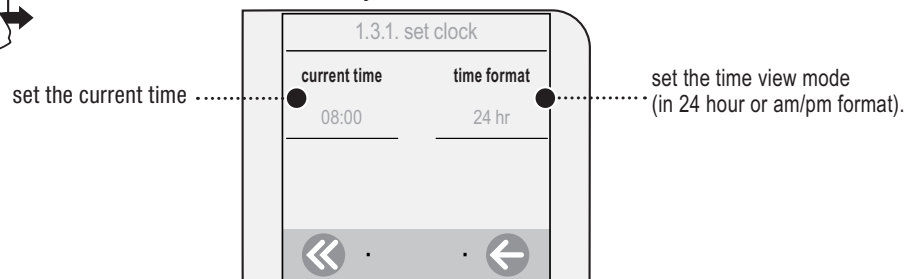 1.3.1. set clock
current time time format
set the current time
set the time view mode
(in 24 hour or am/pm format).
08:00 24 hr